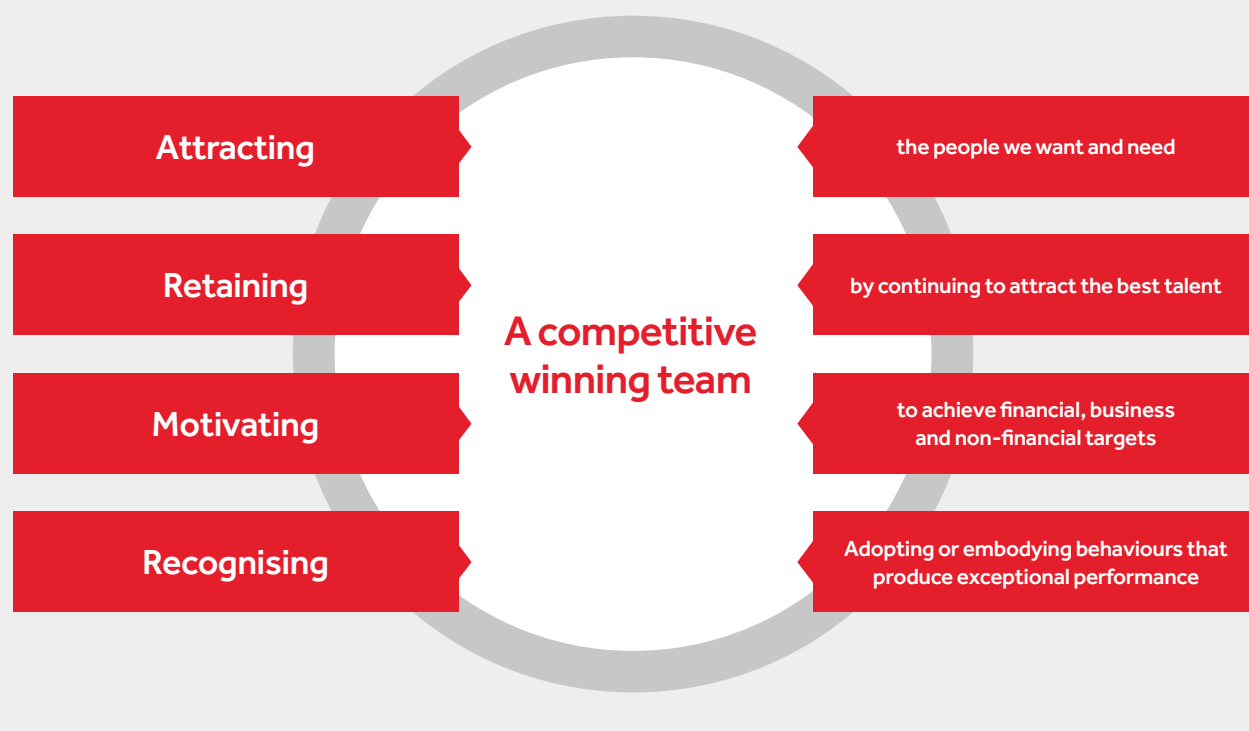 Attracting
the people we want and need
Retaining
by continuing to attract the best talent
A competitive
winning team
Motivating
to achieve financial, business
and non-financial targets
Recognising
Adopting or embodying behaviours that
produce exceptional performance